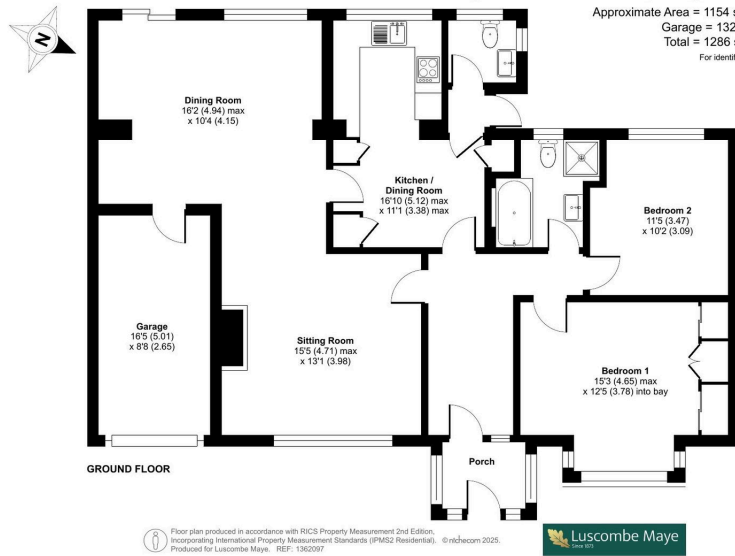 Approximate Area = 1154 s
Garage = 132
Total = 1286 s
For identif
N
Dining Room
16'2 (4.94) max
x 10'4 (4.15)
Kitchen /
Dining Room
16'10 (5.12) max
x 11'1 (3.38) max
Bedroom 2
11'5 (3.47)
x 10'2 (3.09)
Garage
16'5 (5.01)
x 8'8 (2.65)
Sitting Room
15'5 (4.71) max
x 13'1 (3.98)
Bedroom 1
15'3 (4.65) max
x 12'5 (3.78) into bay
Porch
GROUND FLOOR
Floor plan produced in accordance with RICS Property Measurement 2nd Edition,
Incorporating International Property Measurement Standards (IPMS2 Residential). © nichecom 2025.
Produced for Luscombe Maye. REF: 1362097
Luscombe Maye
Since 1873